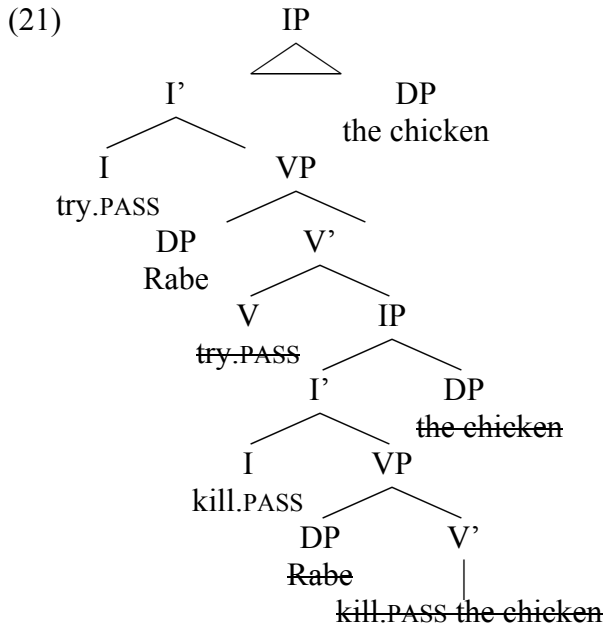 (21) IP
I’ DP
the chicken
I VP
try.PASS
DP V’
Rabe
V IP
try.PASS
I’ DP
the chicken
I VP
kill.PASS
DP V’
Rabe
kill.PASS the chicken